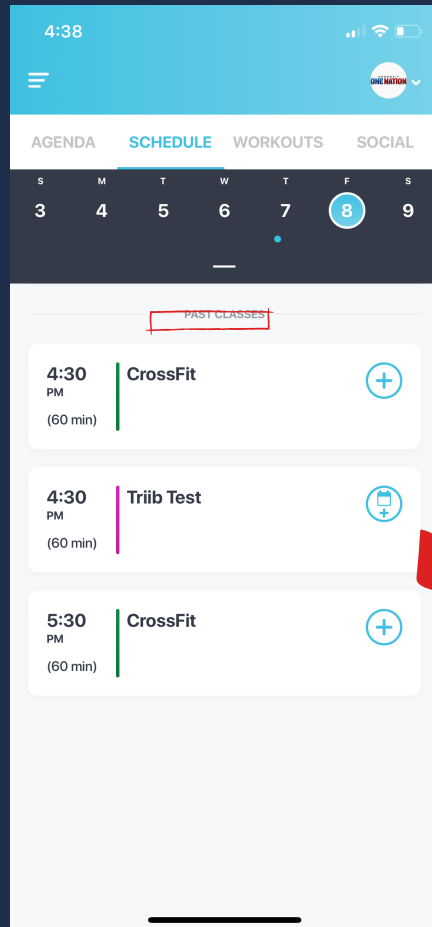 4:38
ONE NATION
AGENDA SCHEDULE WORKOUTS SOCIAL
S M T W T F S
3 4 5 6 7 8 9
PAST CLASSES
4:30 CrossFit
PM
(60 min)
4:30 Triib Test
PM
(60 min)
5:30 CrossFit
PM
(60 min)